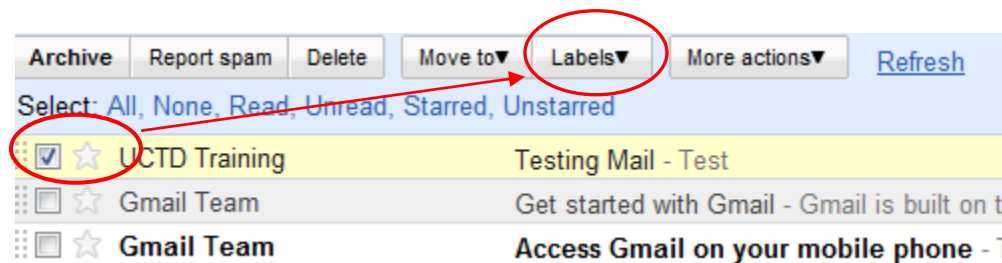 Archive Report spam Delete Move to▼ Labels▼ More actions▼ Refresh
Select: All, None, Read, Unread, Starred, Unstarred
UCTD Training Testing Mail - Test
Gmail Team Get started with Gmail - Gmail is built on
Gmail Team Access Gmail on your mobile phone -